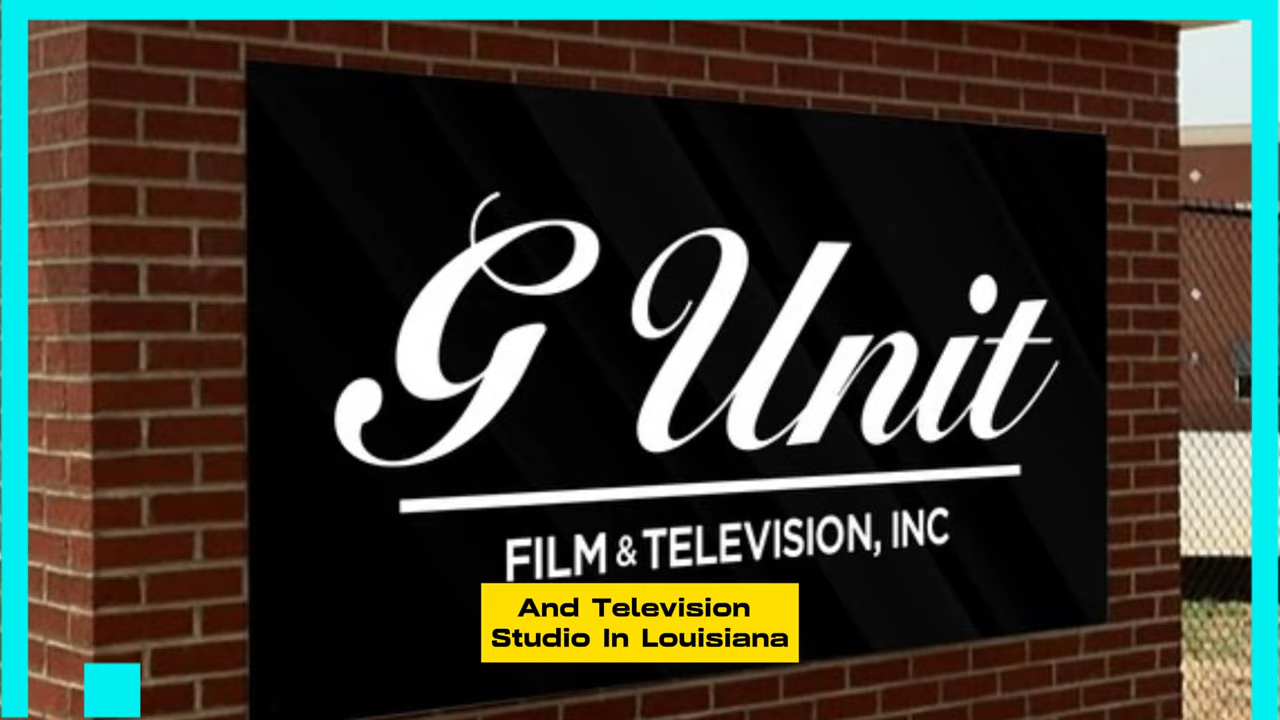 G Unit
FILM & TELEVISION, INC
And Television
Studio In Louisiana